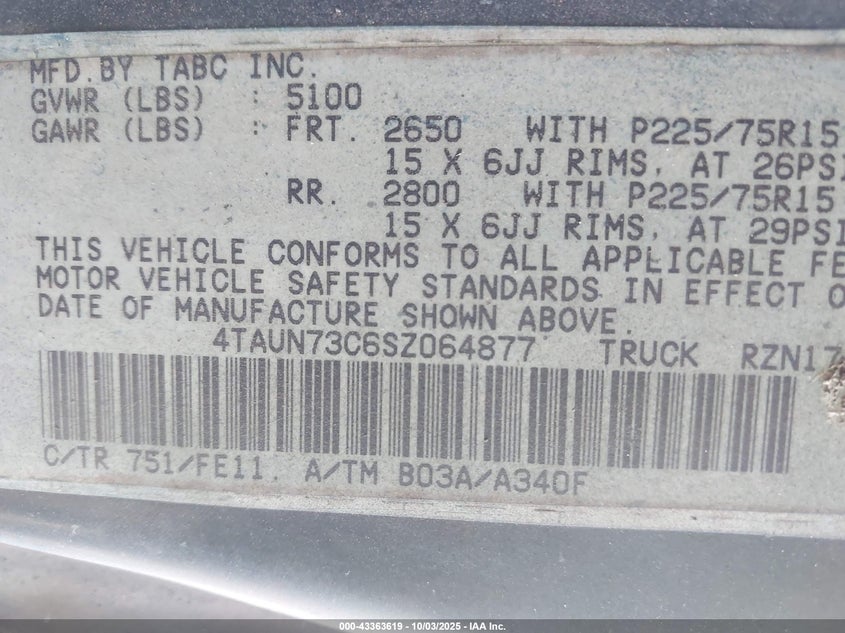 MFD.BY TABC INC.
GVWR (LBS) : 5100
GAWR (LBS) : FRT. 2650 WITH P225/75R15
15 X 6JJ RIMS, AT 26PSI
RR. 2800 WITH P225/75R15
15 X 6JJ RIMS, AT 29PSI
THIS VEHICLE CONFORMS TO ALL APPLICABLE FE
MOTOR VEHICLE SAFETY STANDARDS IN EFFECT O
DATE OF MANUFACTURE SHOWN ABOVE.
4TAUN73C6SZ064877 TRUCK RZN17
C/TR 751/FE11. A/TM B03A/A340F
000-43363619 - 10/03/2025 - IAA Inc.